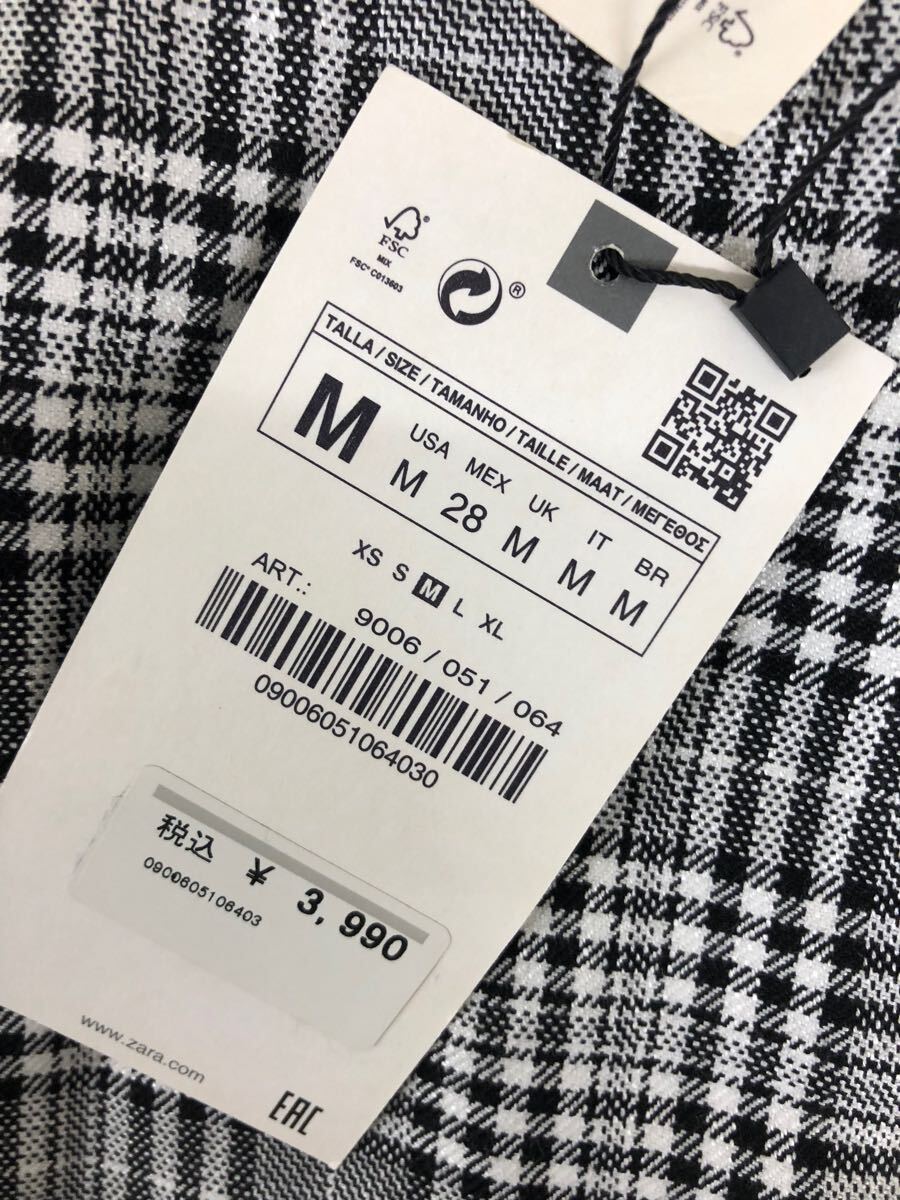 FSC®
MIX
FSC® C013603
®
TALLA / SIZE / TAMANHO / TAILLE / MAAT / ΜΕΓΕΘΟΣ
M
USA MEX UK IT BR
M 28 M M M
XS S M L XL
ART.: 9006 / 051 / 064
09006051064030
税込 ¥ 3,990
0900605106403
www.zara.com
EAC